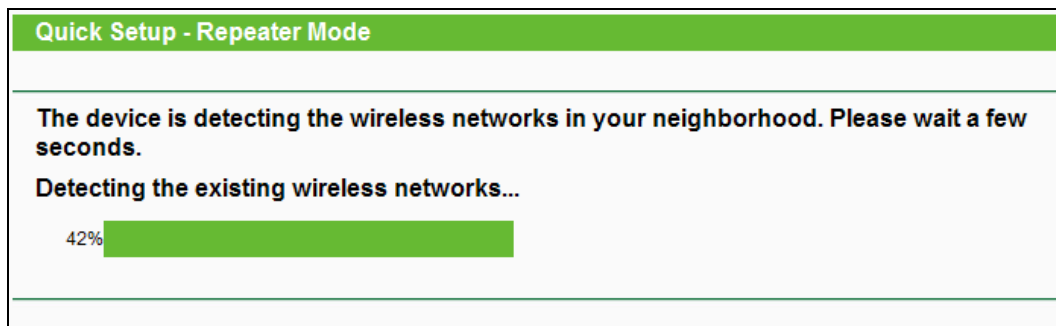 Quick Setup - Repeater Mode
The device is detecting the wireless networks in your neighborhood. Please wait a few
seconds.
Detecting the existing wireless networks...
42%